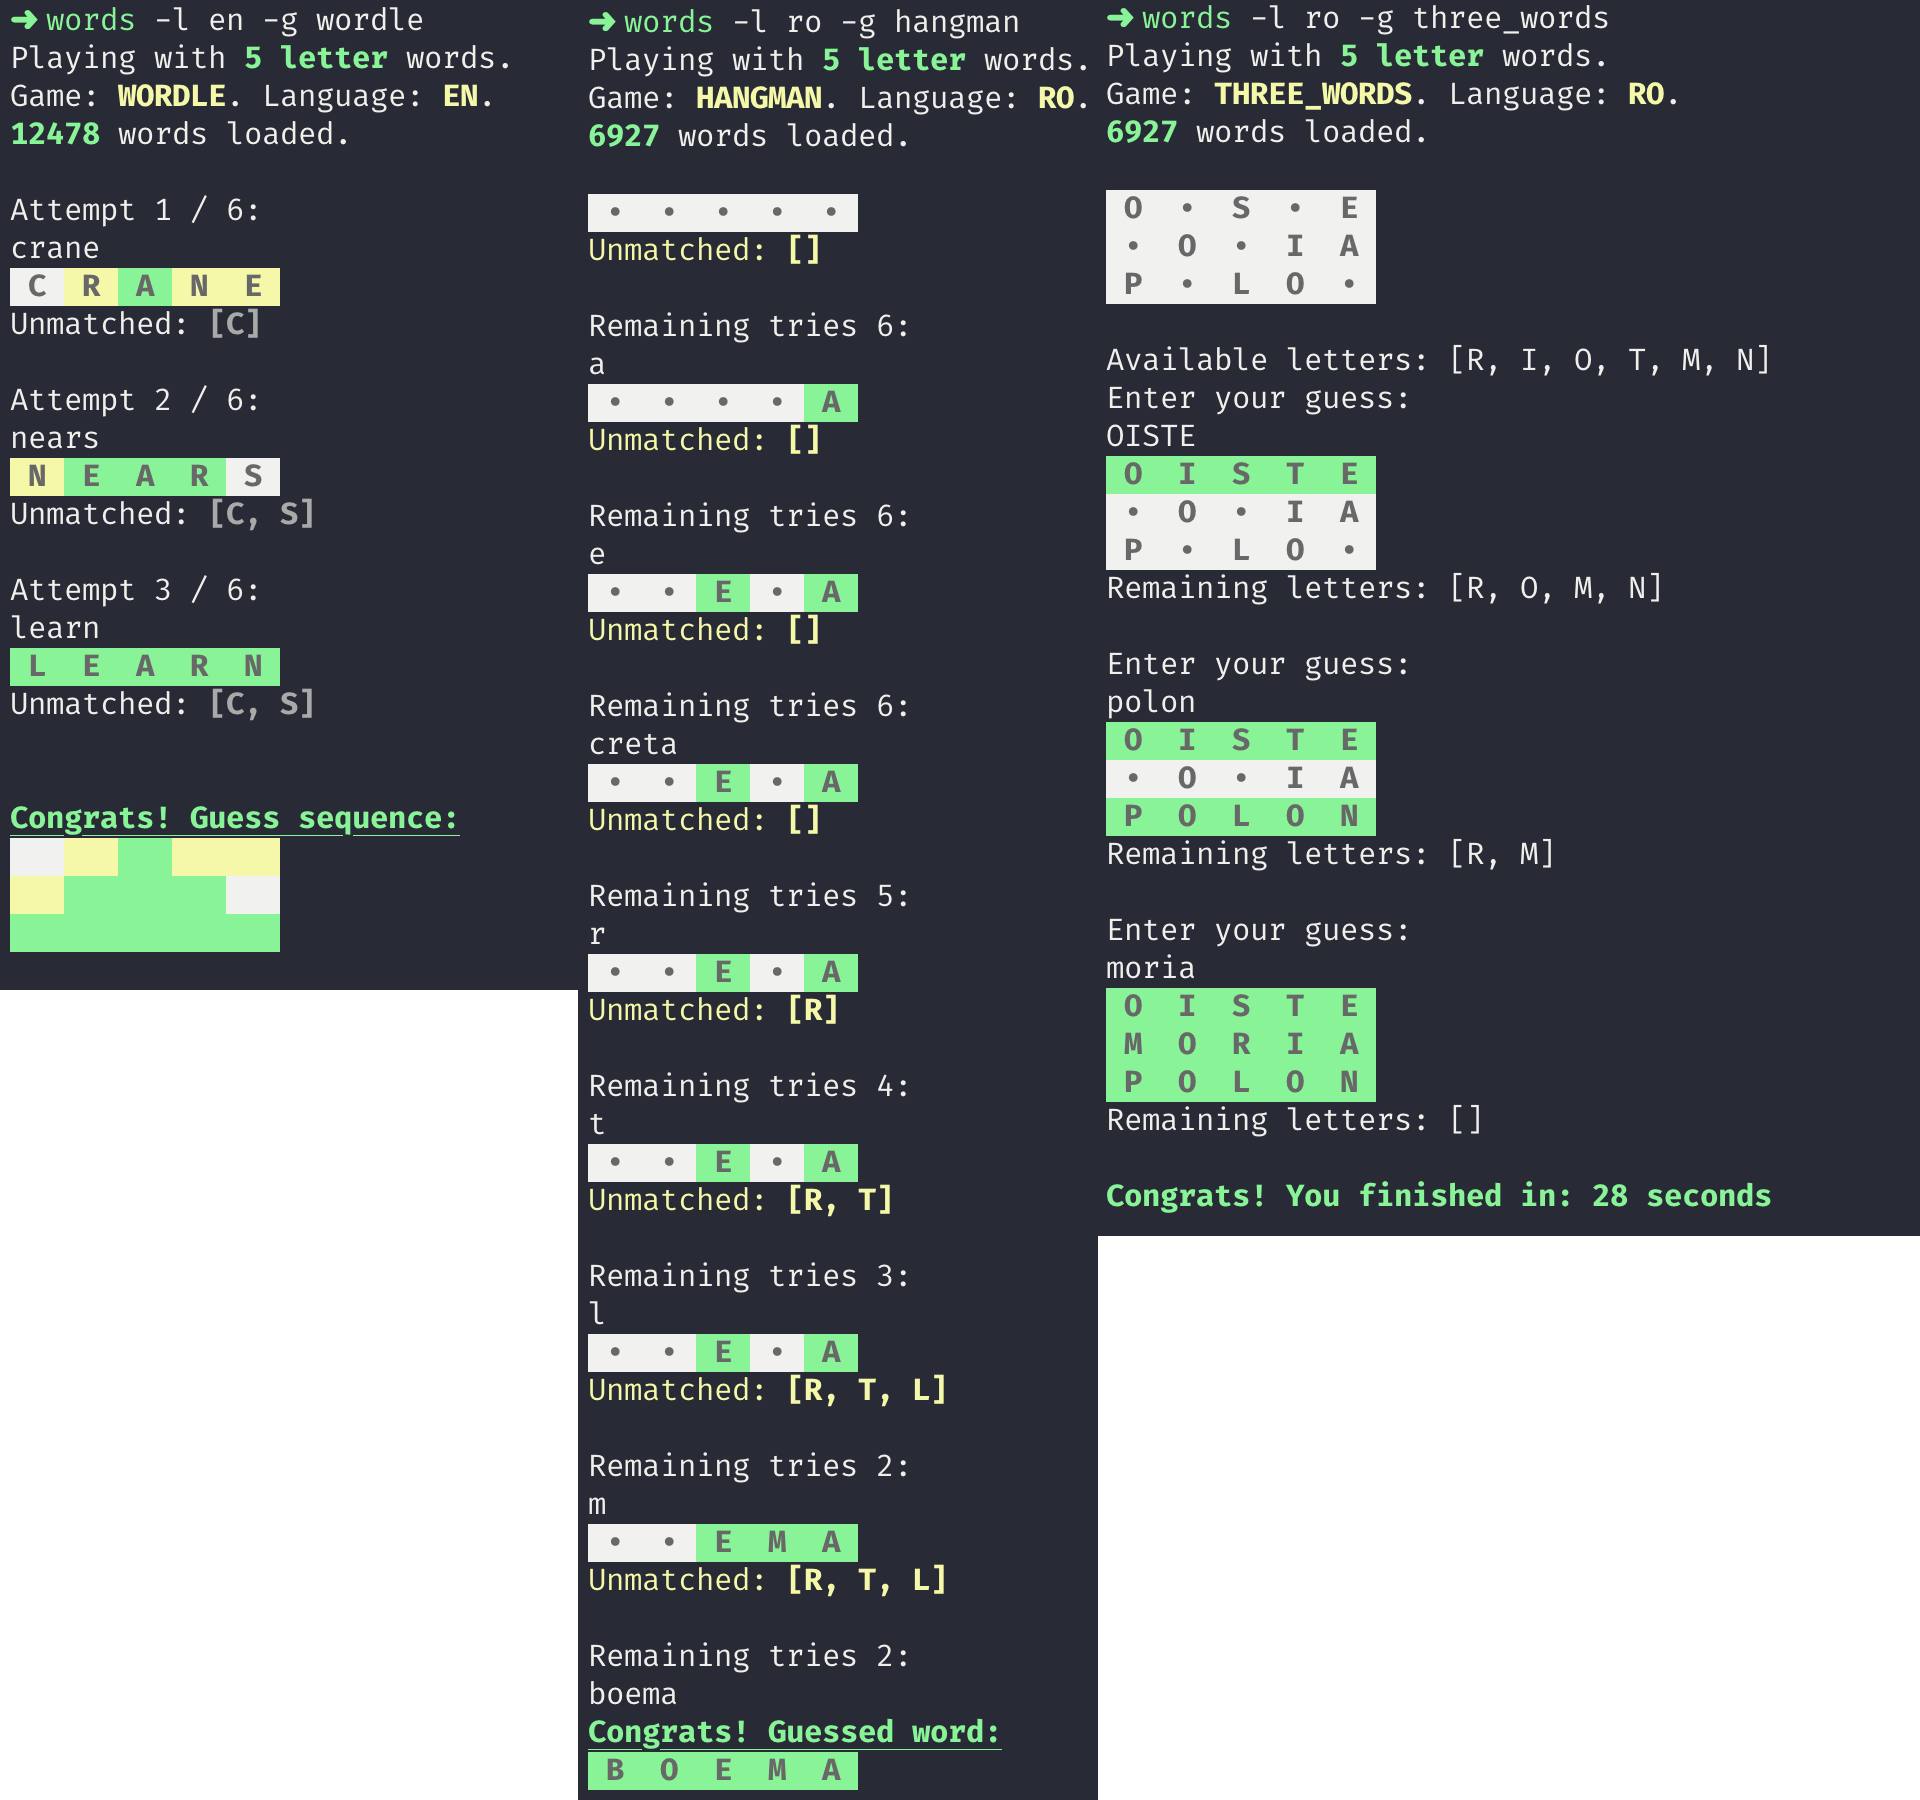 ➜ words -l en -g wordle
Playing with 5 letter words.
Game: WORDLE. Language: EN.
12478 words loaded.
Attempt 1 / 6:
crane
C R A N E
Unmatched: [C]
Attempt 2 / 6:
nears
N E A R S
Unmatched: [C, S]
Attempt 3 / 6:
learn
L E A R N
Unmatched: [C, S]
Congrats! Guess sequence:
➜ words -l ro -g hangman
Playing with 5 letter words.
Game: HANGMAN. Language: RO.
6927 words loaded.
• • • • •
Unmatched: []
Remaining tries 6:
a
• • • • A
Unmatched: []
Remaining tries 6:
e
• • E • A
Unmatched: []
Remaining tries 6:
creta
• • E • A
Unmatched: []
Remaining tries 5:
r
• • E • A
Unmatched: [R]
Remaining tries 4:
t
• • E • A
Unmatched: [R, T]
Remaining tries 3:
l
• • E • A
Unmatched: [R, T, L]
Remaining tries 2:
m
• • E M A
Unmatched: [R, T, L]
Remaining tries 2:
boema
Congrats! Guessed word:
B O E M A
➜ words -l ro -g three_words
Playing with 5 letter words.
Game: THREE_WORDS. Language: RO.
6927 words loaded.
O • S • E
• O • I A
P • L O •
Available letters: [R, I, O, T, M, N]
Enter your guess:
OISTE
O I S T E
• O • I A
P • L O •
Remaining letters: [R, O, M, N]
Enter your guess:
polon
O I S T E
• O • I A
P O L O N
Remaining letters: [R, M]
Enter your guess:
moria
O I S T E
M O R I A
P O L O N
Remaining letters: []
Congrats! You finished in: 28 seconds